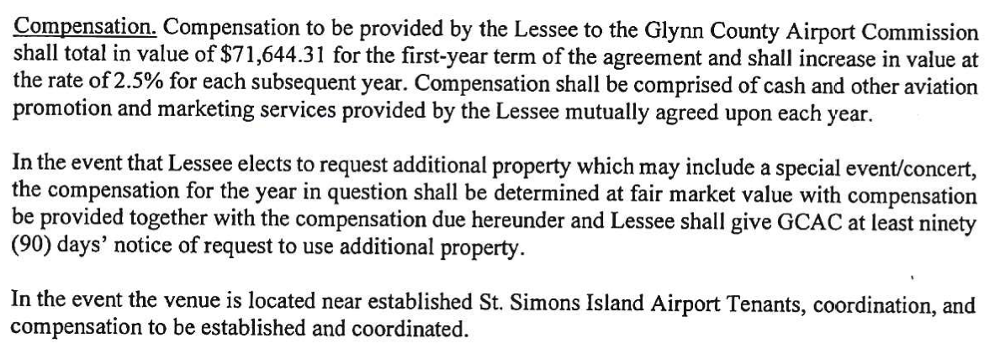 Compensation. Compensation to be provided by the Lessee to the Glynn County Airport Commission
shall total in value of $71,644.31 for the first-year term of the agreement and shall increase in value at
the rate of 2.5% for each subsequent year. Compensation shall be comprised of cash and other aviation
promotion and marketing services provided by the Lessee mutually agreed upon each year.
In the event that Lessee elects to request additional property which may include a special event/concert,
the compensation for the year in question shall be determined at fair market value with compensation
be provided together with the compensation due hereunder and Lessee shall give GCAC at least ninety
(90) days' notice of request to use additional property.
In the event the venue is located near established St. Simons Island Airport Tenants, coordination, and
compensation to be established and coordinated.